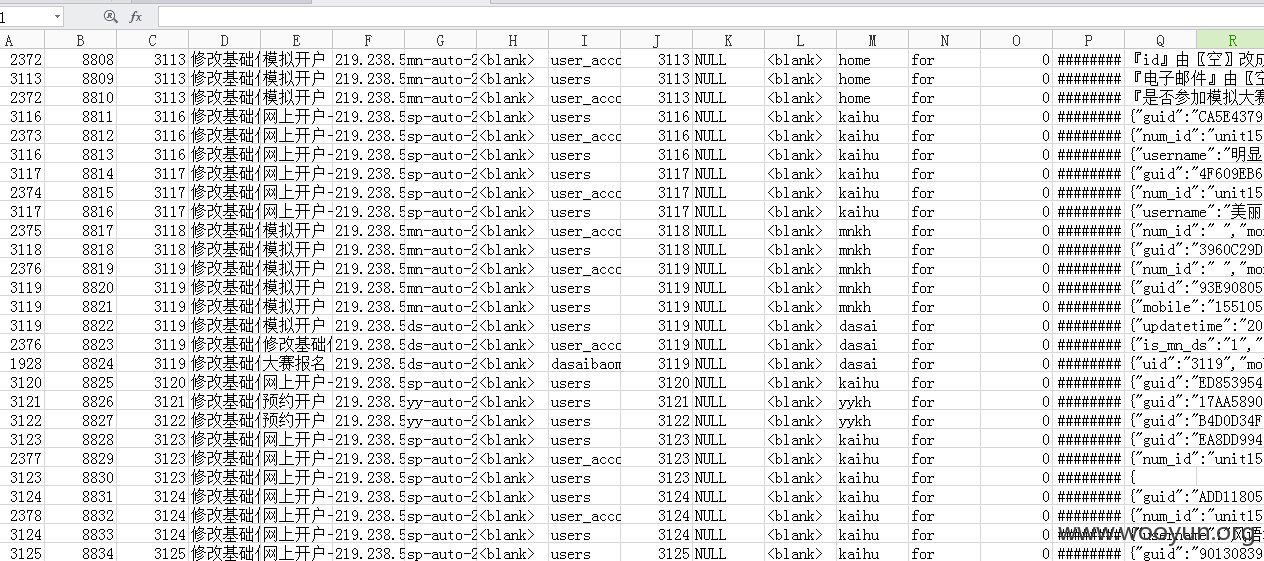 1 fx
A B C D E F G H I J K L M N O P Q R
2372 8808 3113 修改基础 模拟开户 219.238.5 mn-auto-2 <blank> user_acco 3113 NULL <blank> home for 0 ######## 『id』由〖空〗改成
3113 8809 3113 修改基础 模拟开户 219.238.5 mn-auto-2 <blank> users 3113 NULL <blank> home for 0 ######## 『电子邮件』由〖空
2372 8810 3113 修改基础 模拟开户 219.238.5 mn-auto-2 <blank> user_acco 3113 NULL <blank> home for 0 ######## 『是否参加模拟大赛
3116 8811 3116 修改基础 网上开户- 219.238.5 sp-auto-2 <blank> users 3116 NULL <blank> kaihu for 0 ######## {"guid":"CA5E4379
2373 8812 3116 修改基础 网上开户- 219.238.5 sp-auto-2 <blank> user_acco 3116 NULL <blank> kaihu for 0 ######## {"num_id":"unit15
3116 8813 3116 修改基础 网上开户- 219.238.5 sp-auto-2 <blank> users 3116 NULL <blank> kaihu for 0 ######## {"username":"明显
3117 8814 3117 修改基础 网上开户- 219.238.5 sp-auto-2 <blank> users 3117 NULL <blank> kaihu for 0 ######## {"guid":"4F609EB6
2374 8815 3117 修改基础 网上开户- 219.238.5 sp-auto-2 <blank> user_acco 3117 NULL <blank> kaihu for 0 ######## {"num_id":"unit15
3117 8816 3117 修改基础 网上开户- 219.238.5 sp-auto-2 <blank> users 3117 NULL <blank> kaihu for 0 ######## {"username":"美丽
2375 8817 3118 修改基础 模拟开户 219.238.5 mn-auto-2 <blank> user_acco 3118 NULL <blank> mnkh for 0 ######## {"num_id":" ","mo
3118 8818 3118 修改基础 模拟开户 219.238.5 mn-auto-2 <blank> users 3118 NULL <blank> mnkh for 0 ######## {"guid":"3960C29D
2376 8819 3119 修改基础 模拟开户 219.238.5 mn-auto-2 <blank> user_acco 3119 NULL <blank> mnkh for 0 ######## {"num_id":" ","mo
3119 8820 3119 修改基础 模拟开户 219.238.5 mn-auto-2 <blank> users 3119 NULL <blank> mnkh for 0 ######## {"guid":"93E90805
3119 8821 3119 修改基础 模拟开户 219.238.5 mn-auto-2 <blank> users 3119 NULL <blank> mnkh for 0 ######## {"mobile":"155105
3119 8822 3119 修改基础 模拟开户 219.238.5 ds-auto-2 <blank> users 3119 NULL <blank> dasai for 0 ######## {"updatetime":"20
2376 8823 3119 修改基础 修改基础 219.238.5 ds-auto-2 <blank> user_acco 3119 NULL <blank> dasai for 0 ######## {"is_mn_ds":"1","
1928 8824 3119 修改基础 大赛报名 219.238.5 ds-auto-2 <blank> dasaibaom 3119 NULL <blank> dasai for 0 ######## {"uid":"3119","mo
3120 8825 3120 修改基础 网上开户- 219.238.5 sp-auto-2 <blank> users 3120 NULL <blank> kaihu for 0 ######## {"guid":"ED853954
3121 8826 3121 修改基础 预约开户 219.238.5 yy-auto-2 <blank> users 3121 NULL <blank> yykh for 0 ######## {"guid":"17AA5890
3122 8827 3122 修改基础 预约开户 219.238.5 yy-auto-2 <blank> users 3122 NULL <blank> yykh for 0 ######## {"guid":"B4D0D34F
3123 8828 3123 修改基础 网上开户- 219.238.5 sp-auto-2 <blank> users 3123 NULL <blank> kaihu for 0 ######## {"guid":"EA8DD994
2377 8829 3123 修改基础 网上开户- 219.238.5 sp-auto-2 <blank> user_acco 3123 NULL <blank> kaihu for 0 ######## {"num_id":"unit15
3123 8830 3123 修改基础 网上开户- 219.238.5 sp-auto-2 <blank> users 3123 NULL <blank> kaihu for 0 ######## {
3124 8831 3124 修改基础 网上开户- 219.238.5 sp-auto-2 <blank> users 3124 NULL <blank> kaihu for 0 ######## {"guid":"ADD11805
2378 8832 3124 修改基础 网上开户- 219.238.5 sp-auto-2 <blank> user_acco 3124 NULL <blank> kaihu for 0 ######## {"num_id":"unit15
3124 8833 3124 修改基础 网上开户- 219.238.5 sp-auto-2 <blank> users 3124 NULL <blank> kaihu for 0 ######## {"username":
www.wooyun.org
3125 8834 3125 修改基础 网上开户- 219.238.5 sp-auto-2 <blank> users 3125 NULL <blank> kaihu for 0 ######## {"guid":"90130839